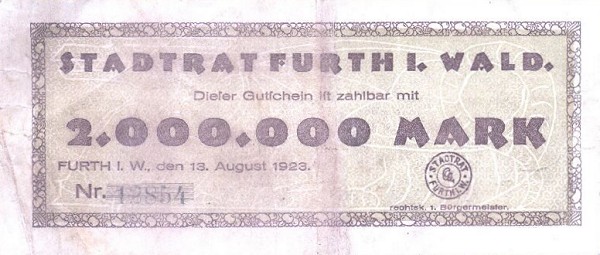 STADTRAT FURTH I. WALD.
Dieser Gutschein ist zahlbar mit
2.000.000 MARK
FURTH I. W., den 13. August 1923.
STADTRAT
FURTH I.W.
Nr. 19854
rechtsk. 1. Bürgermeister.